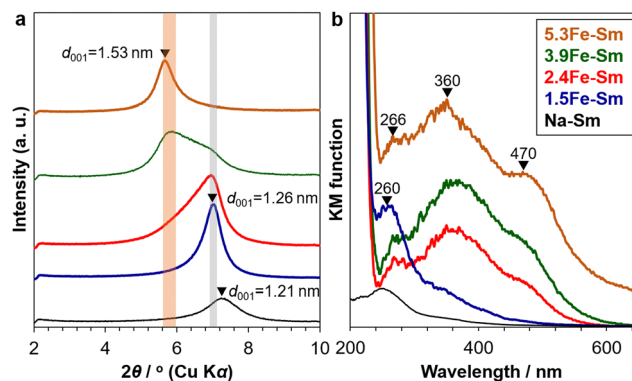 a
d001=1.53 nm
d001=1.26 nm
d001=1.21 nm
Intensity (a. u.)
2 4 6 8 10
2θ / ° (Cu Kα)
b
5.3Fe-Sm
3.9Fe-Sm
2.4Fe-Sm
1.5Fe-Sm
Na-Sm
360
266
470
260
KM function
200 300 400 500 600
Wavelength / nm